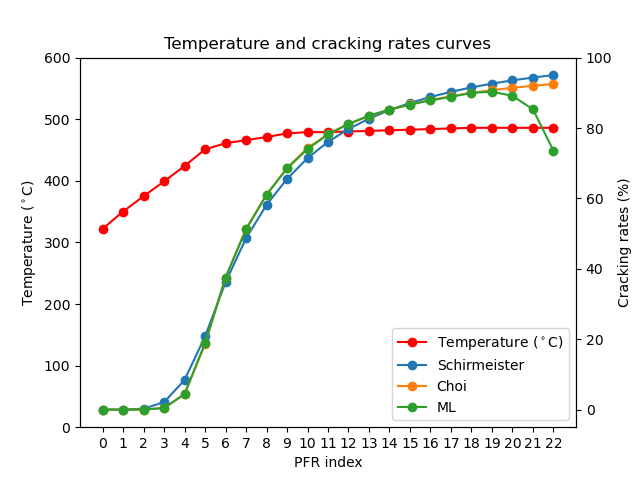 Temperature and cracking rates curves
600
500
400
300
200
100
0
Temperature (°C)
100
80
60
40
20
0
Cracking rates (%)
Temperature (°C)
Schirmeister
Choi
ML
0 1 2 3 4 5 6 7 8 9 10 11 12 13 14 15 16 17 18 19 20 21 22
PFR index